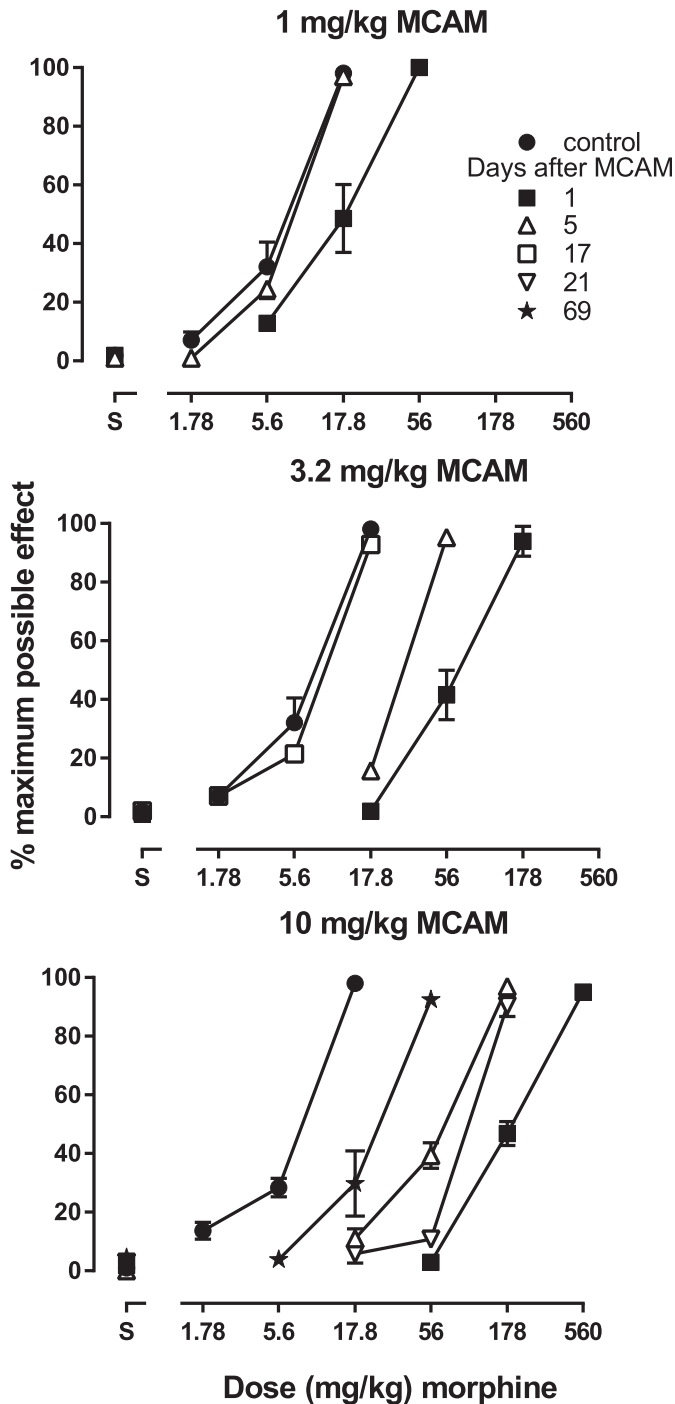 1 mg/kg MCAM
100
80
60
40
20
0
S 1.78 5.6 17.8 56 178 560
control
Days after MCAM
1
5
17
21
69
3.2 mg/kg MCAM
% maximum possible effect
100
80
60
40
20
0
S 1.78 5.6 17.8 56 178 560
10 mg/kg MCAM
100
80
60
40
20
0
S 1.78 5.6 17.8 56 178 560
Dose (mg/kg) morphine